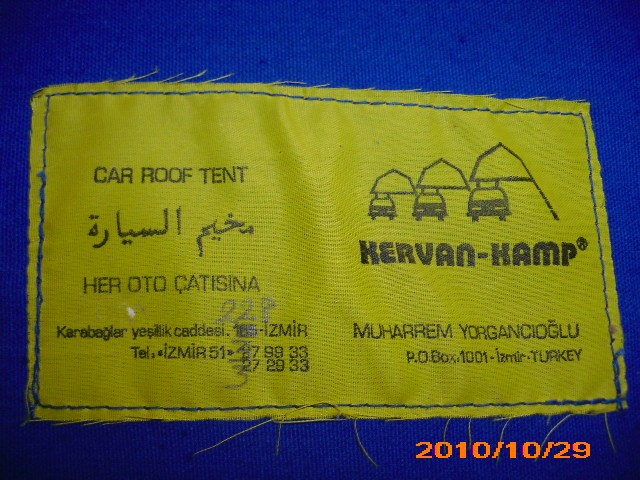 CAR ROOF TENT
مخيم السيارة
HER OTO ÇATISINA
Karabağlar yeşillik caddesi. -İZMİR
Tel.:İZMİR 51- 27 99 33
27 29 33
KERVAN-KAMP®
MUHARREM YORGANCIOĞLU
P.O.Box.1001-İzmir-TURKEY
2010/10/29